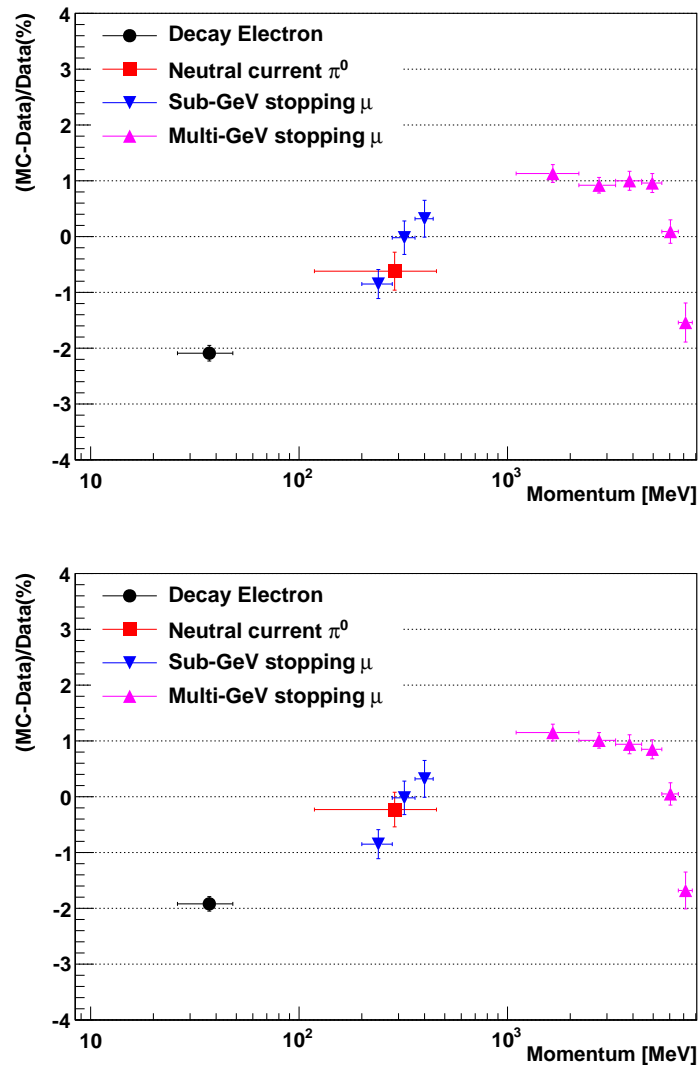 (MC-Data)/Data(%)
4
3
2
1
0
-1
-2
-3
-4
Decay Electron
Neutral current π⁰
Sub-GeV stopping μ
Multi-GeV stopping μ
10
10²
10³
Momentum [MeV]
(MC-Data)/Data(%)
4
3
2
1
0
-1
-2
-3
-4
Decay Electron
Neutral current π⁰
Sub-GeV stopping μ
Multi-GeV stopping μ
10
10²
10³
Momentum [MeV]